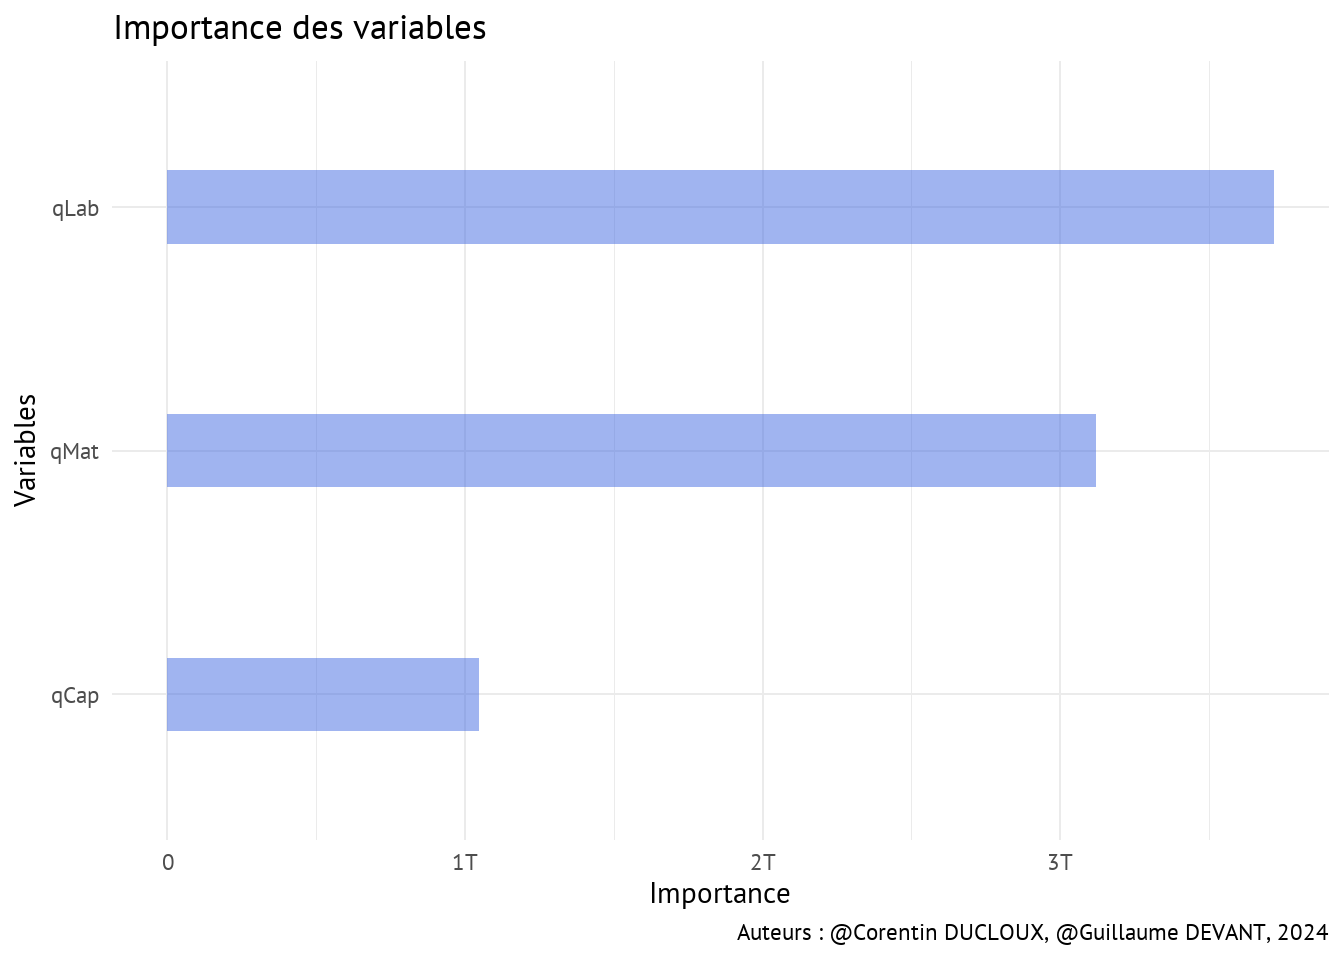 Importance des variables
Variables
qLab
qMat
qCap
0 1T 2T 3T
Importance
Auteurs : @Corentin DUCLOUX, @Guillaume DEVANT, 2024